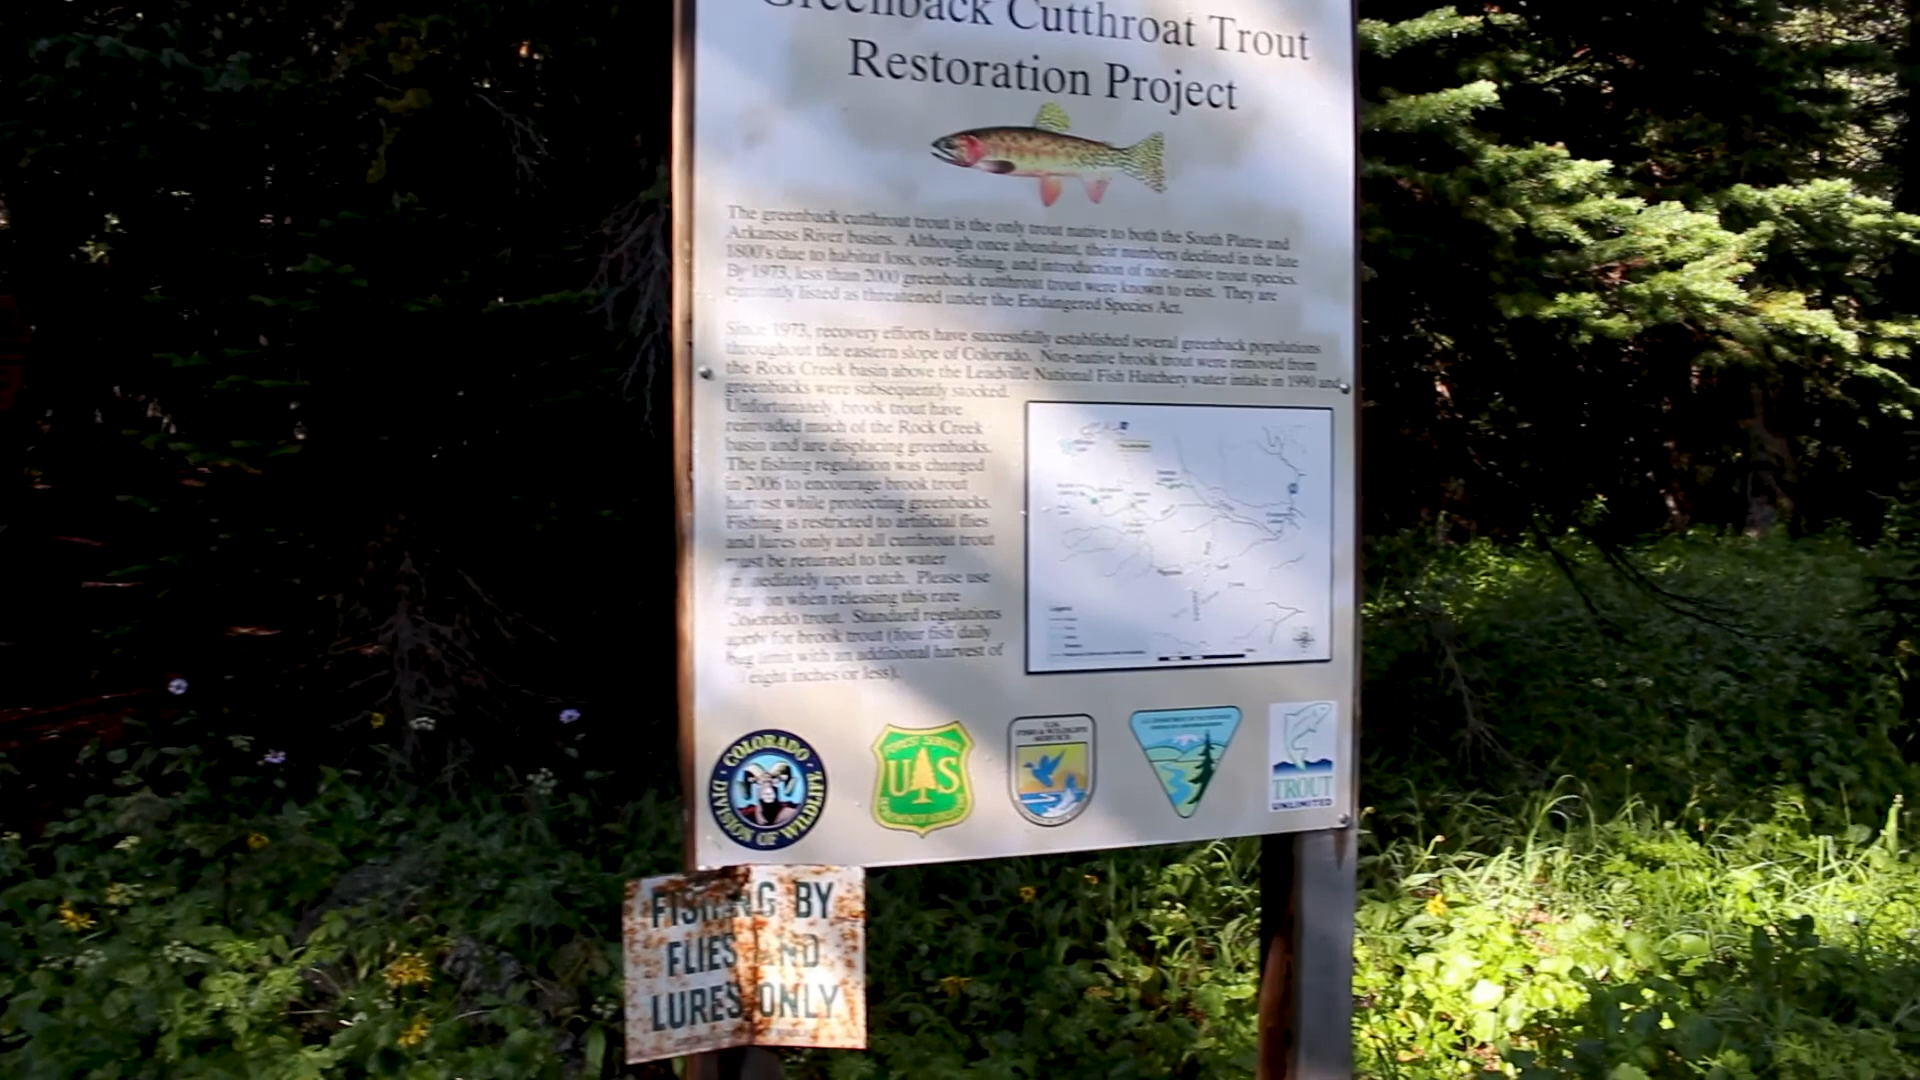 Greenback Cutthroat Trout
Restoration Project
The greenback cutthroat trout is the only trout native to both the South Platte and
Arkansas River basins. Although once abundant, their numbers declined in the late
1800's due to habitat loss, over-fishing, and introduction of non-native trout species.
By 1973, less than 2000 greenback cutthroat trout were known to exist. They are
currently listed as threatened under the Endangered Species Act.
Since 1973, recovery efforts have successfully established several greenback populations
throughout the eastern slope of Colorado. Non-native brook trout were removed from
the Rock Creek basin above the Leadville National Fish Hatchery water intake in 1990 and
greenbacks were subsequently stocked.
Unfortunately, brook trout have
reinvaded much of the Rock Creek
basin and are displacing greenbacks.
The fishing regulation was changed
in 2006 to encourage brook trout
harvest while protecting greenbacks.
Fishing is restricted to artificial flies
and lures only and all cutthroat trout
must be returned to the water
immediately upon catch. Please use
on when releasing this rare
Colorado trout. Standard regulations
apply for brook trout (four fish daily
bag limit with an additional harvest of
eight inches or less).
Legend
COLORADO
DIVISION OF WILDLIFE
FOREST SERVICE
US
U.S.
FISH & WILDLIFE
SERVICE
TROUT
UNLIMITED
FISHING BY
FLIES AND
LURES ONLY